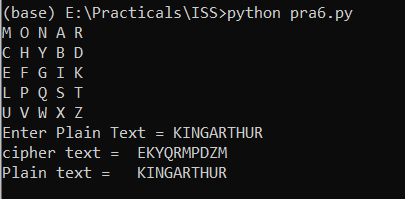 (base) E:\Practicals\ISS>python pra6.py
M O N A R
C H Y B D
E F G I K
L P Q S T
U V W X Z
Enter Plain Text = KINGARTHUR
cipher text =  EKYQRMPDZM
Plain text =   KINGARTHUR